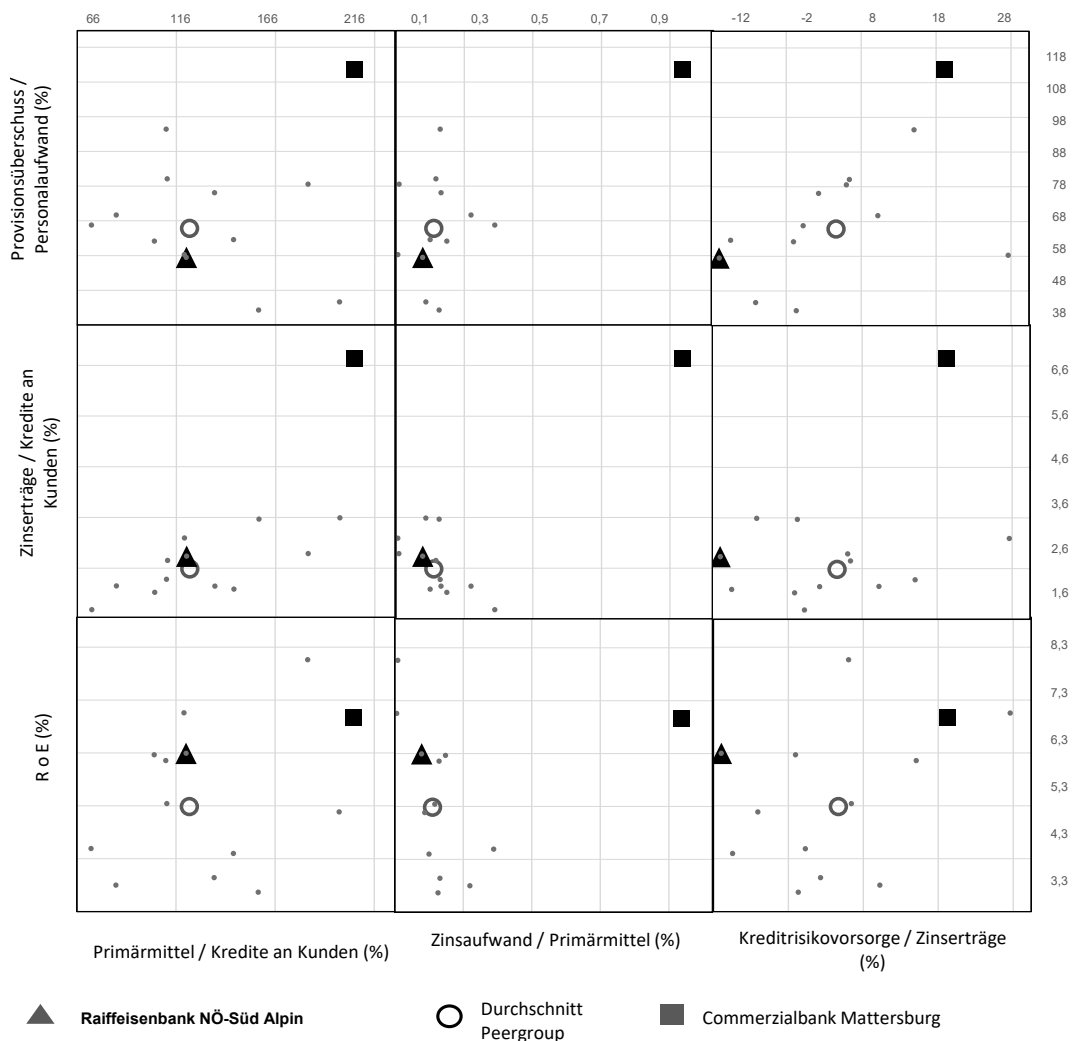 66 116 166 216 0,1 0,3 0,5 0,7 0,9 -12 -2 8 18 28
Provisionsüberschuss /
Personalaufwand (%)
118
108
98
88
78
68
58
48
38
Zinserträge / Kredite an
Kunden (%)
6,6
5,6
4,6
3,6
2,6
1,6
R o E (%)
8,3
7,3
6,3
5,3
4,3
3,3
Primärmittel / Kredite an Kunden (%)
Zinsaufwand / Primärmittel (%)
Kreditrisikovorsorge / Zinserträge
(%)
Raiffeisenbank NÖ-Süd Alpin
Durchschnitt
Peergroup
Commerzialbank Mattersburg